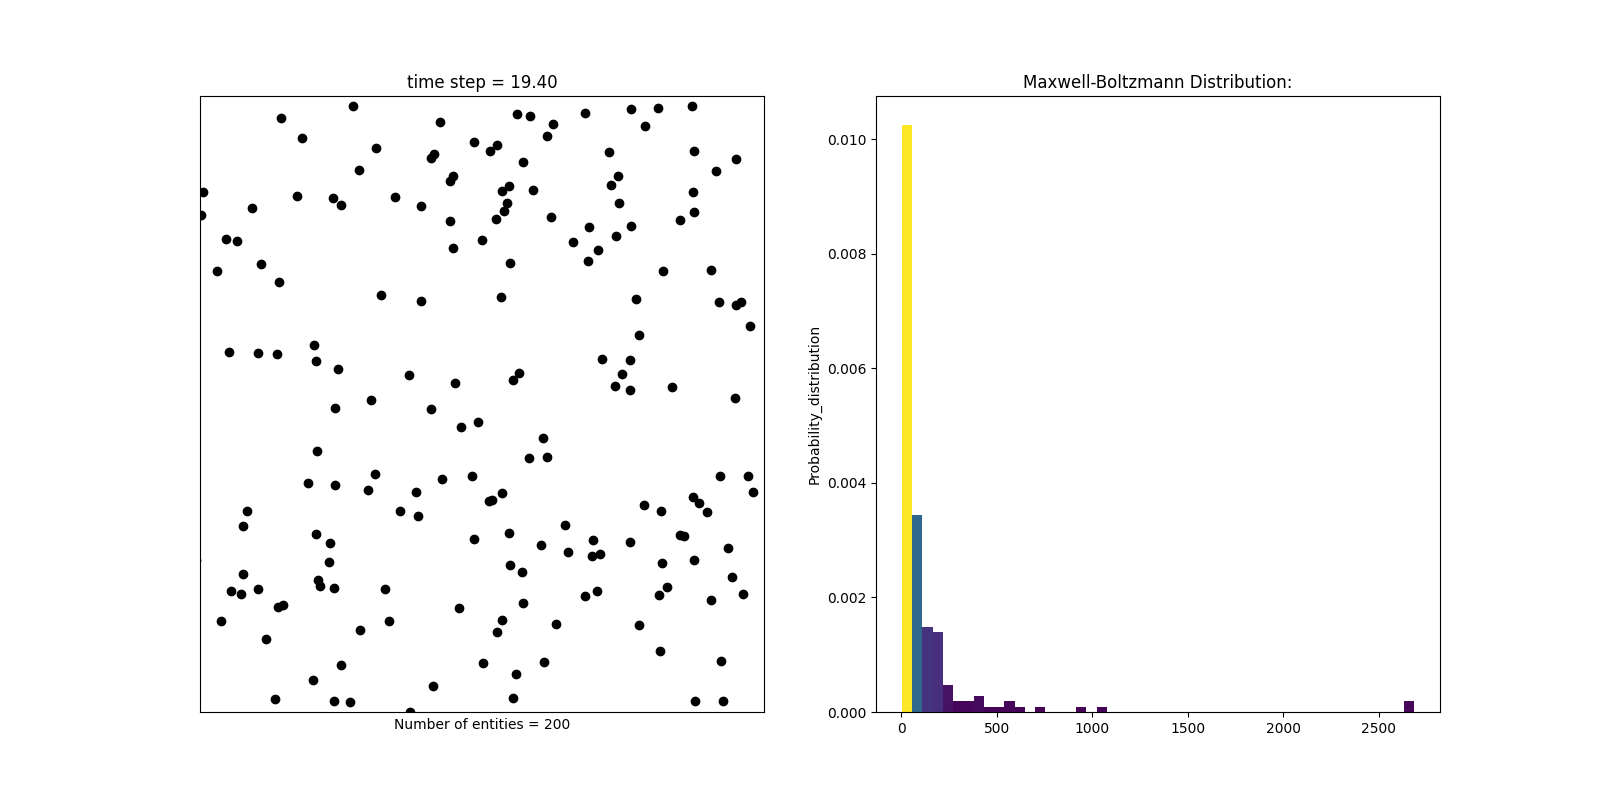 time step = 19.40
Number of entities = 200
Maxwell-Boltzmann Distribution:
Probability_distribution
0.010
0.008
0.006
0.004
0.002
0.000
0 500 1000 1500 2000 2500